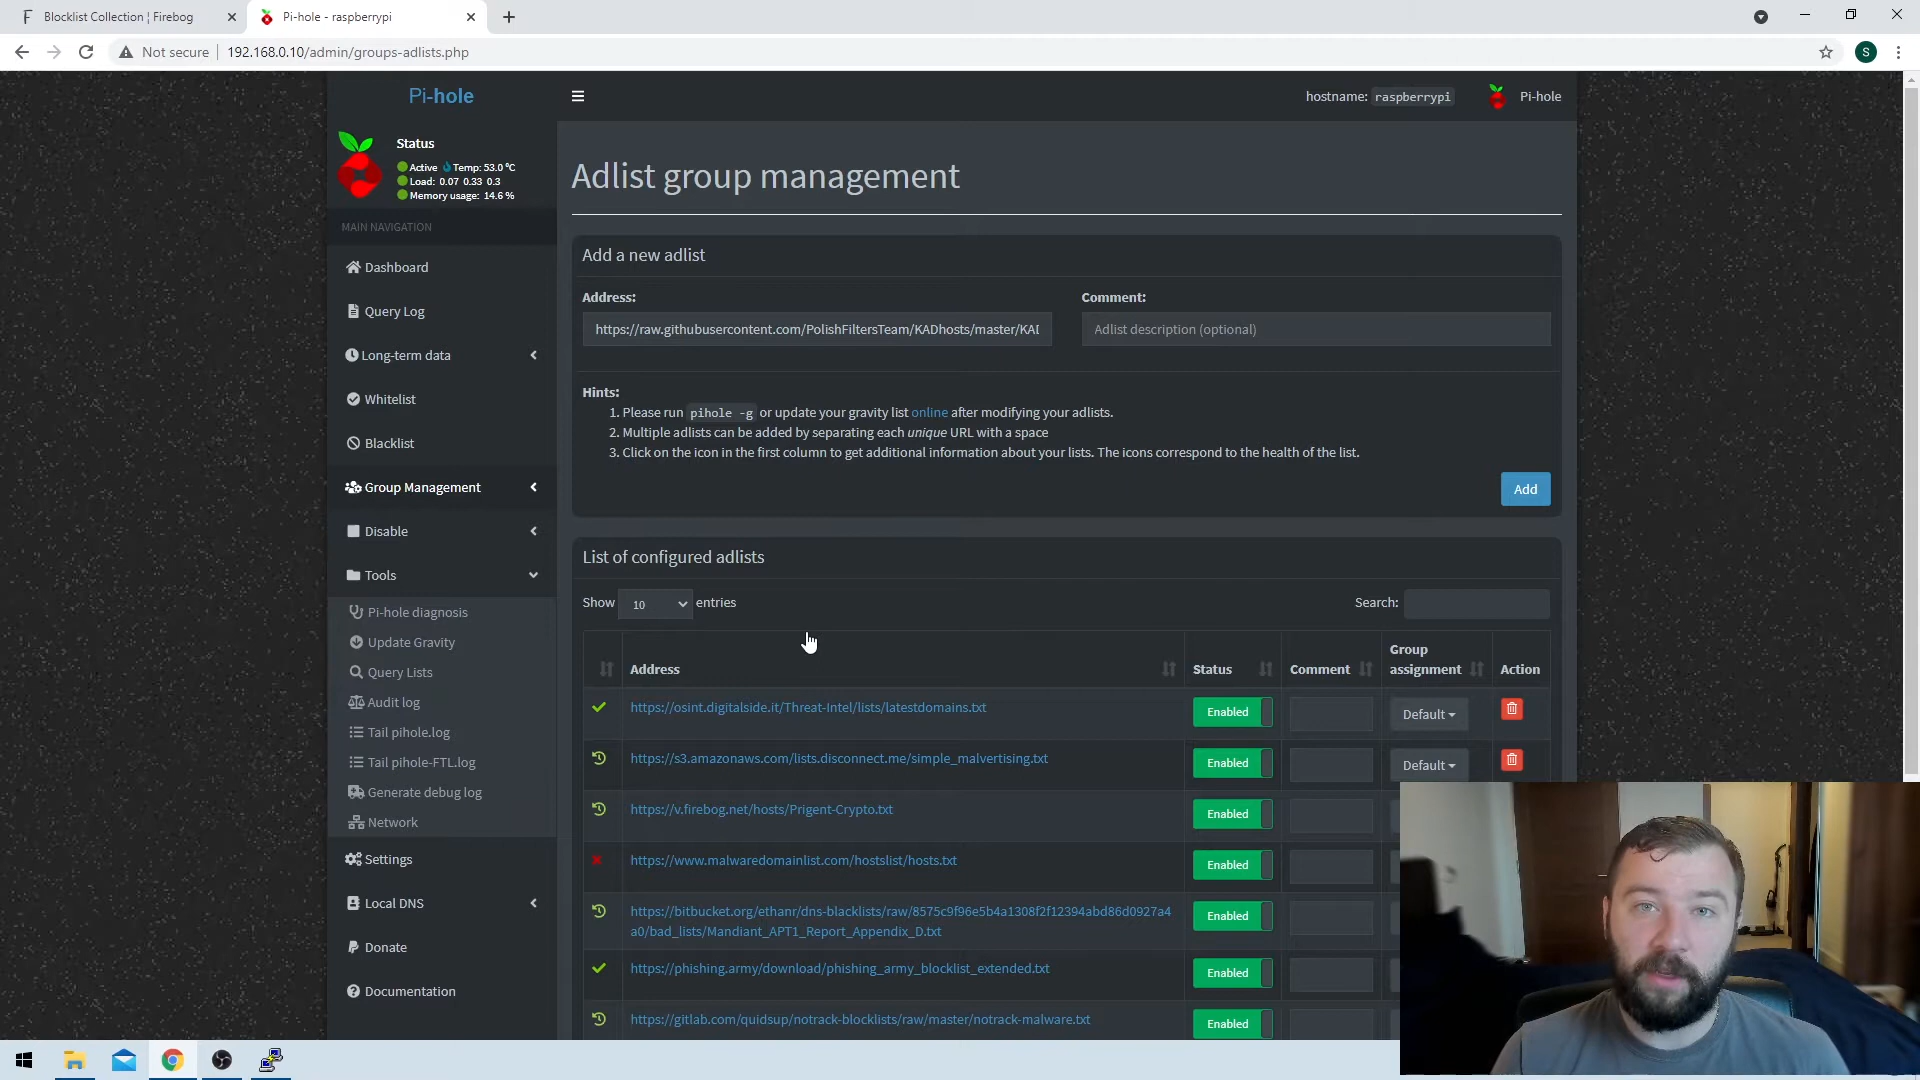 Blocklist Collection | Firebog
Pi-hole - raspberrypi
Not secure
192.168.0.10/admin/groups-adlists.php
S
Pi-hole
hostname: raspberrypi
Pi-hole
Status
Active Temp: 53.0 °C
Load: 0.07 0.33 0.3
Memory usage: 14.6 %
MAIN NAVIGATION
Dashboard
Query Log
Long-term data
Whitelist
Blacklist
Group Management
Disable
Tools
Pi-hole diagnosis
Update Gravity
Query Lists
Audit log
Tail pihole.log
Tail pihole-FTL.log
Generate debug log
Network
Settings
Local DNS
Donate
Documentation
Adlist group management
Add a new adlist
Address:
Comment:
https://raw.githubusercontent.com/PolishFiltersTeam/KADhosts/master/KAI
Adlist description (optional)
Hints:
1. Please run pihole -g or update your gravity list online after modifying your adlists.
2. Multiple adlists can be added by separating each unique URL with a space
3. Click on the icon in the first column to get additional information about your lists. The icons correspond to the health of the list.
Add
List of configured adlists
Show 10 entries
Search:
Address
Status
Comment
Group
assignment
Action
https://osint.digitalside.it/Threat-Intel/lists/latestdomains.txt
Enabled
Default
https://s3.amazonaws.com/lists.disconnect.me/simple_malvertising.txt
Enabled
Default
https://v.firebog.net/hosts/Prigent-Crypto.txt
Enabled
https://www.malwaredomainlist.com/hostslist/hosts.txt
Enabled
https://bitbucket.org/ethanr/dns-blacklists/raw/8575c9f96e5b4a1308f2f12394abd86d0927a4
a0/bad_lists/Mandiant_APT1_Report_Appendix_D.txt
Enabled
https://phishing.army/download/phishing_army_blocklist_extended.txt
Enabled
https://gitlab.com/quidsup/notrack-blocklists/raw/master/notrack-malware.txt
Enabled